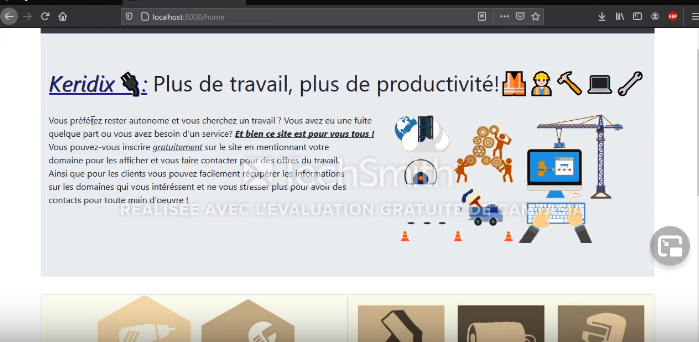 localhost:3000/home
Keridix : Plus de travail, plus de productivité!
Vous préférez rester autonome et vous cherchez un travail ? Vous avez eu une fuite
quelque part ou vous avez besoin d'un service? Et bien ce site est pour vous tous !
Vous pouvez-vous inscrire gratuitement sur le site en mentionnant votre
domaine pour les afficher et vous faire contacter pour des offres du travail.
Ainsi que pour les clients vous pouvez facilement récupérer les informations
sur les domaines qui vous intéréssent et ne vous stresser plus pour avoir des
contacts pour toute main d'oeuvre !
TechSmith
RÉALISÉE AVEC L'ÉVALUATION GRATUITE DE CAMTASIA
ABP